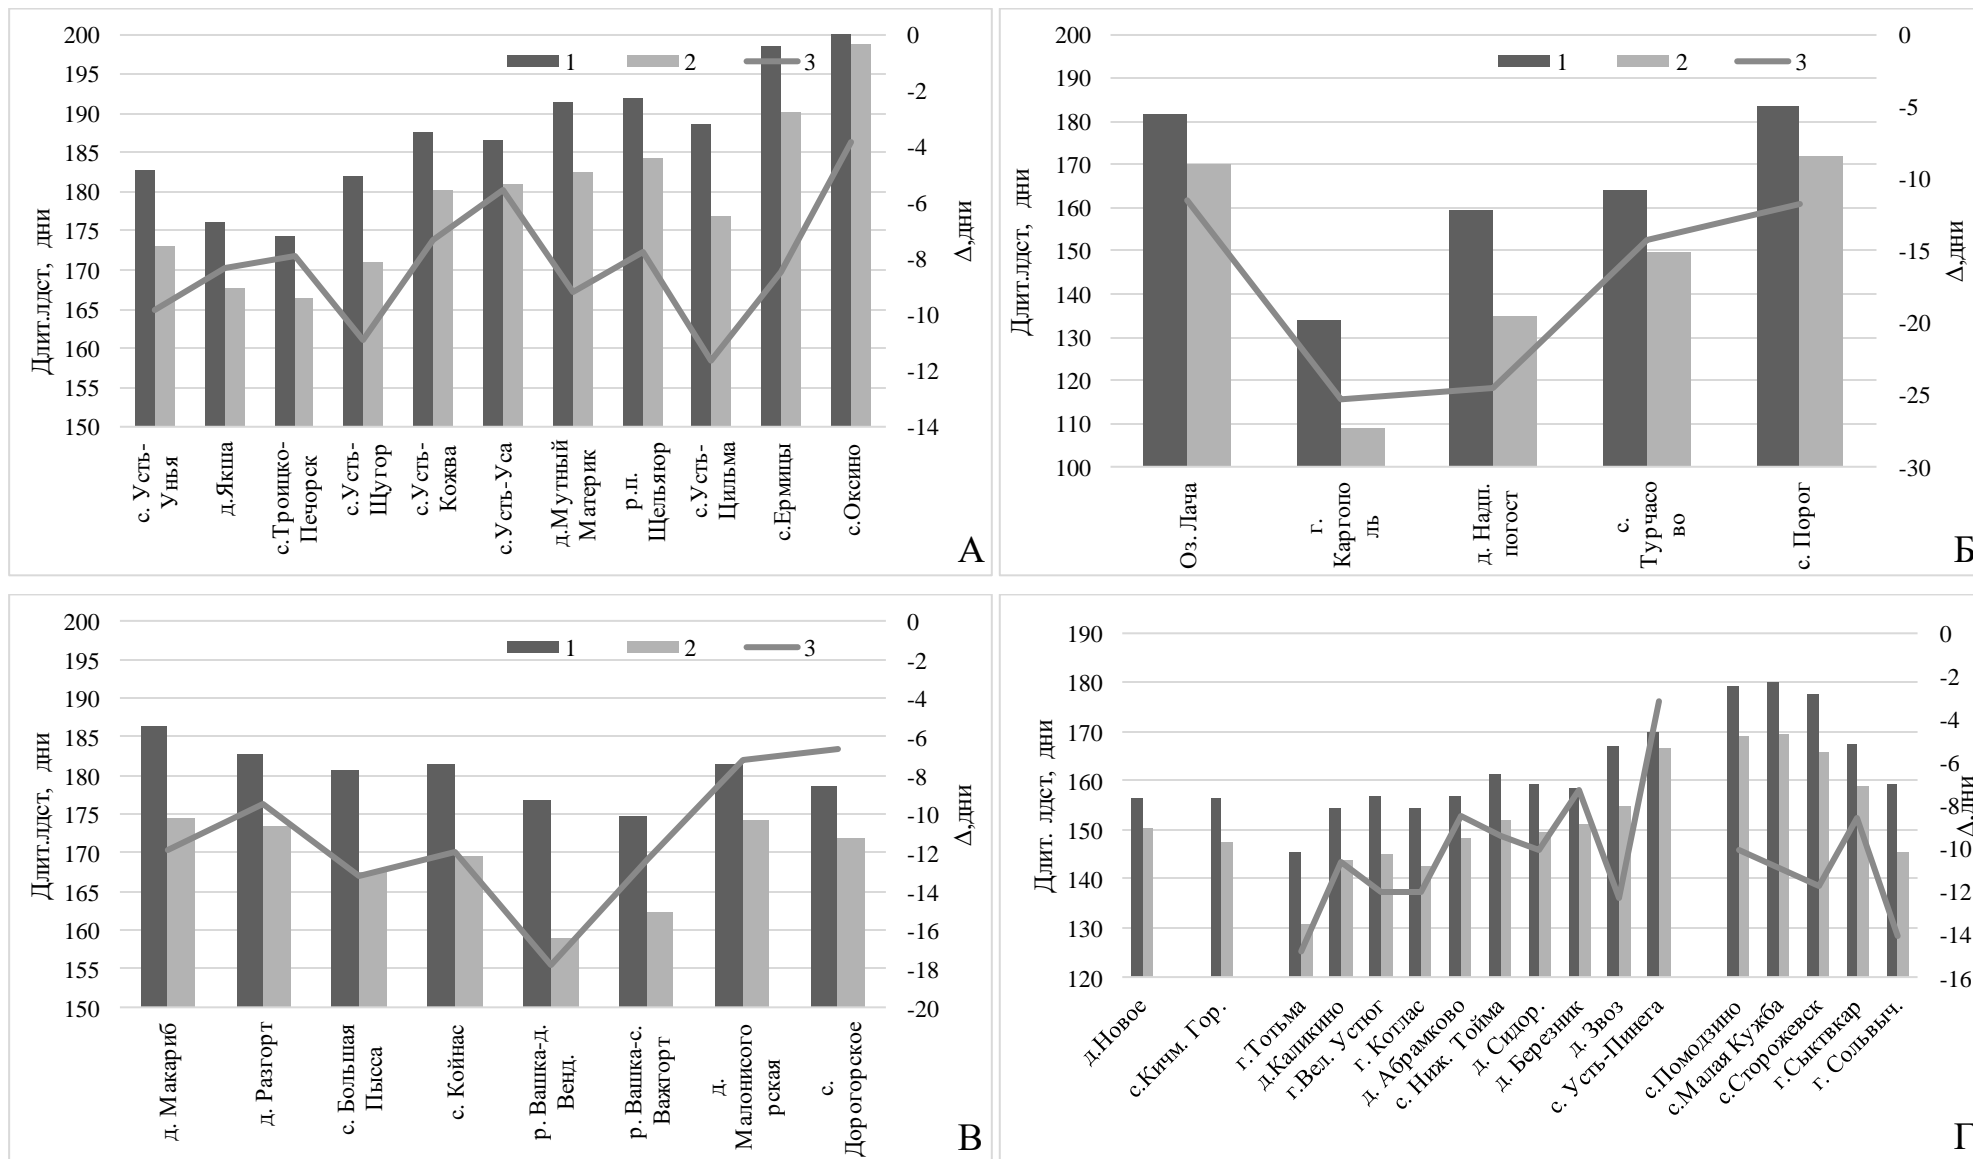 200
195
190
185
180
175
170
165
160
155
150
Длит.лдст, дни
1
2
3
0
-2
-4
-6
-8
-10
-12
-14
Δ,дни
с. Усть-
Унья
д.Якша
с.Троицко-
Печорск
с.Усть-
Щугор
с.Усть-
Кожва
с.Усть-Уса
д.Мутный
Материк
р.п.
Щельяюр
с.Усть-
Цильма
с.Ермицы
с.Оксино
А
200
190
180
170
160
150
140
130
120
110
100
Длит.лдст, дни
1
2
3
0
-5
-10
-15
-20
-25
-30
Δ,дни
Оз. Лача
г.
Каргопо
ль
д. Надп.
погост
с.
Турчасо
во
с. Порог
Б
200
195
190
185
180
175
170
165
160
155
150
Длит.лдст, дни
1
2
3
0
-2
-4
-6
-8
-10
-12
-14
-16
-18
-20
Δ,дни
д. Макариб
д. Разгорт
с. Большая
Пысса
с. Койнас
р. Вашка-д.
Венд.
р. Вашка-с.
Важгорт
д.
Малонисого
рская
с.
Дорогорское
В
190
180
170
160
150
140
130
120
Длит. лдст, дни
0
-2
-4
-6
-8
-10
-12
-14
-16
Δ,дни
д.Новое
с.Кичм. Гор.
г.Тотьма
д.Каликино
г.Вел. Устюг
г. Котлас
д. Абрамково
с. Ниж. Тойма
д. Сидор.
д. Березник
д. Звоз
с. Усть-Пинега
с.Помодзино
с.Малая Кужба
с.Сторожевск
г.Сыктвкар
г. Сольвыч.
Г